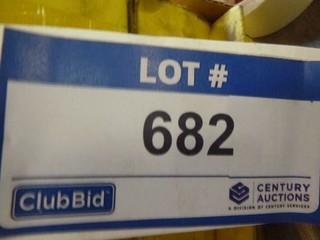 LOT #
682
ClubBid
CENTURY
AUCTIONS
A DIVISION OF CENTURY SERVICES